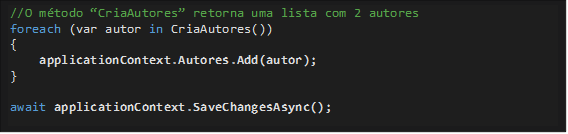 //O método “CriaAutores” retorna uma lista com 2 autores
foreach (var autor in CriaAutores())
{
    applicationContext.Autores.Add(autor);
}
await applicationContext.SaveChangesAsync();